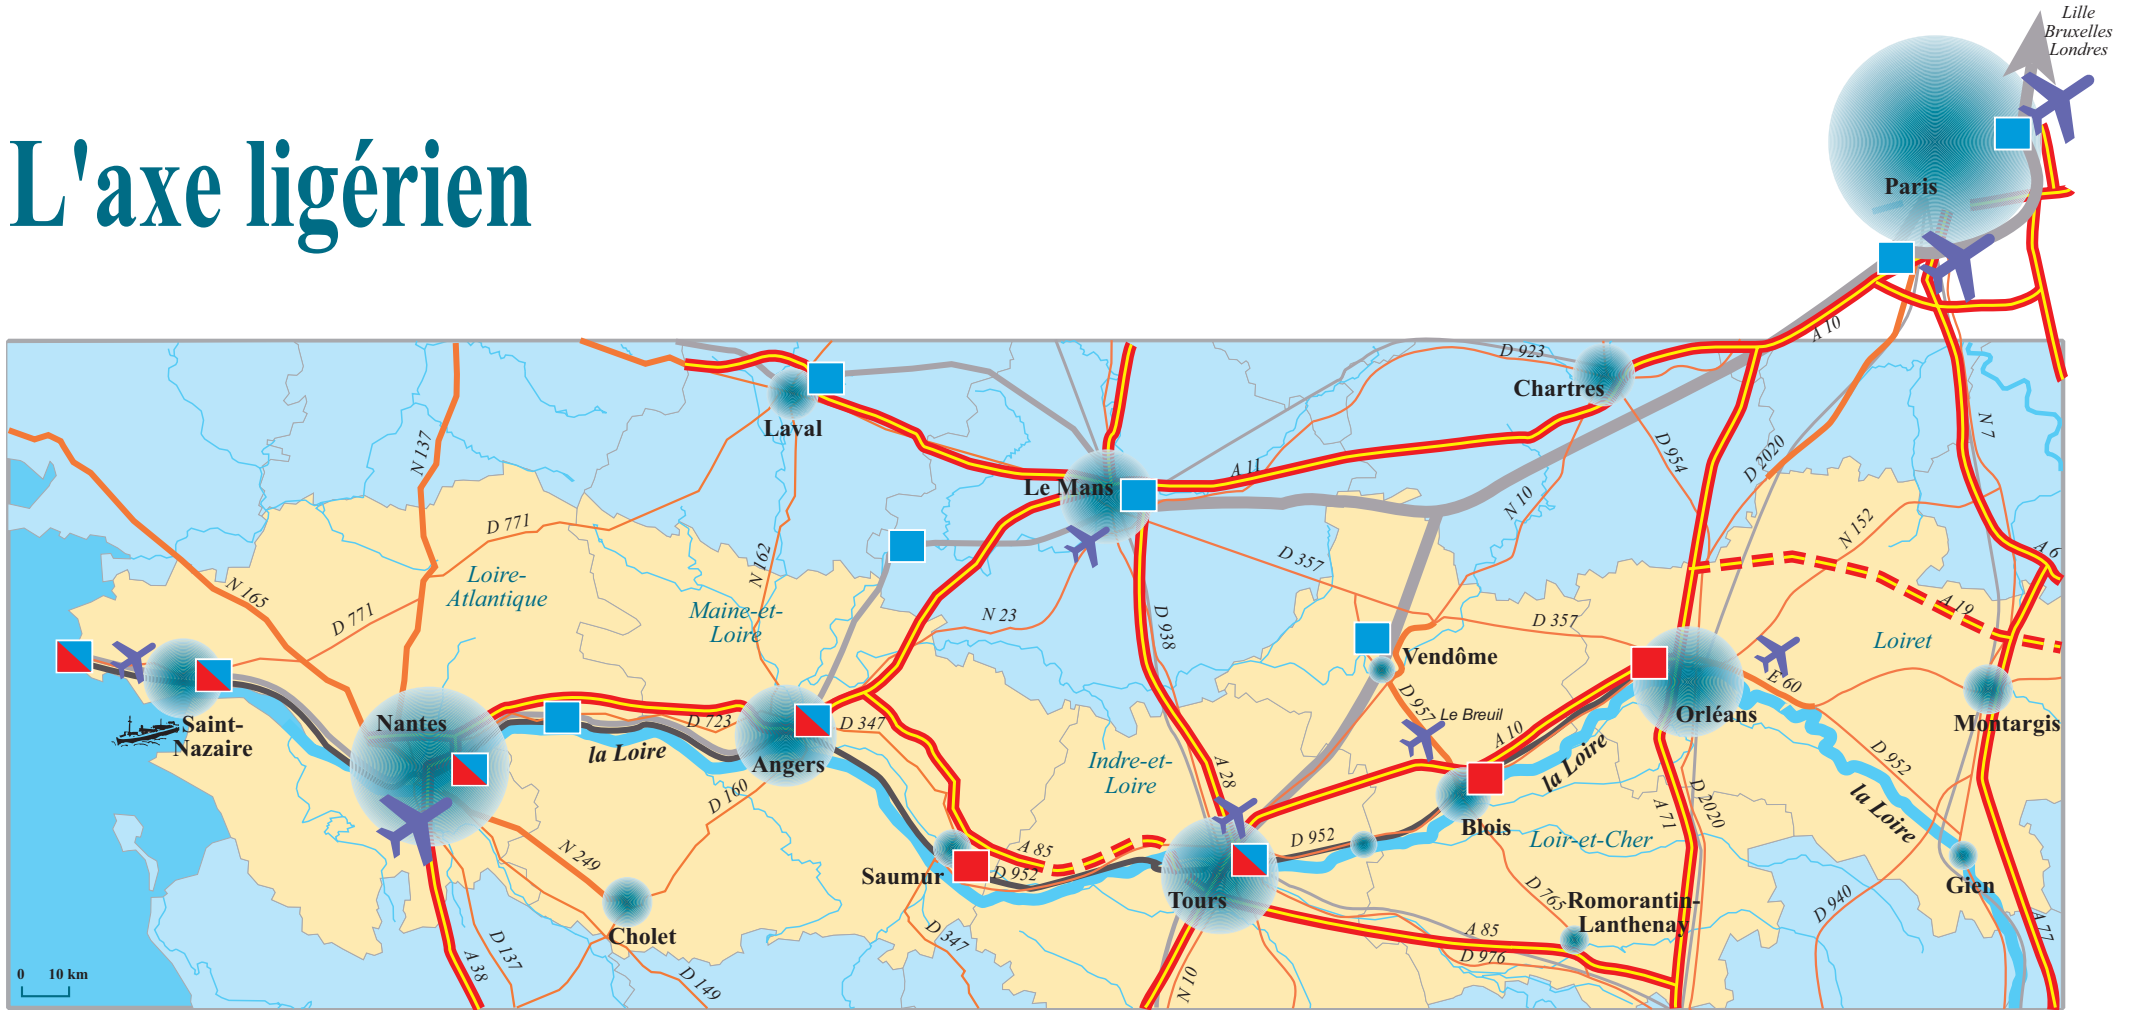 Lille
Bruxelles
Londres
L'axe ligérien
Paris
A 10
D 923
Chartres
Laval
N 137
Le Mans
A 11
D 954
D 2020
N 7
N 10
D 771
N 162
D 357
N 152
A 6
Loire-
Atlantique
N 165
D 771
Maine-et-
Loire
N 23
D 938
D 357
A 19
Loiret
Vendôme
E 60
D 957
Le Breuil
Saint-
Nazaire
Nantes
D 723
D 347
la Loire
Angers
Orléans
Montargis
A 10
la Loire
D 952
Indre-et-
Loire
A 28
D 160
la Loire
A 71
D 2020
Blois
Loir-et-Cher
D 952
N 249
A 85
Saumur
D 952
Tours
Gien
D 765
Romorantin-
Lanthenay
D 940
Cholet
D 347
A 85
D 976
A 77
A 38
D 137
D 149
N 10
0 10 km